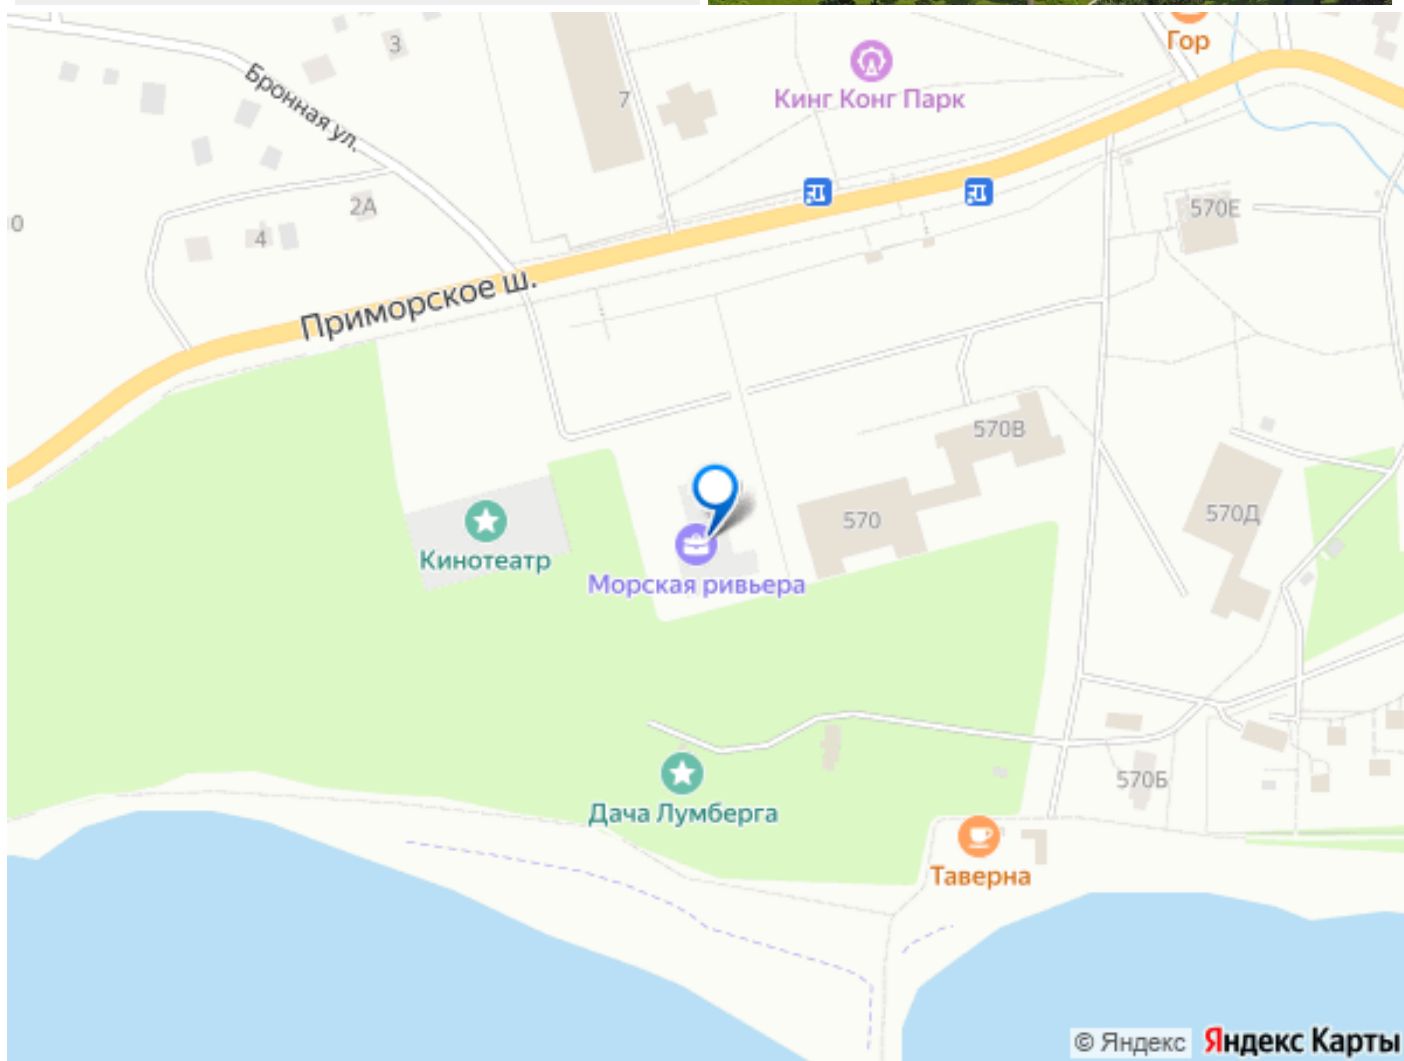 Гор
3
Бронная ул.
Кинг Конг Парк
7
2А
570Е
0
4
Приморское ш.
570В
570
570Д
Кинотеатр
Морская ривьера
570Б
Дача Лумберга
Таверна
© Яндекс Яндекс Карты